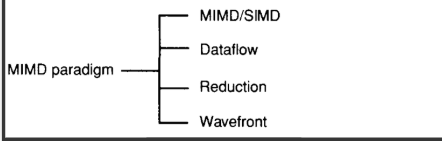 MIMD/SIMD
Dataflow
MIMD paradigm
Reduction
Wavefront